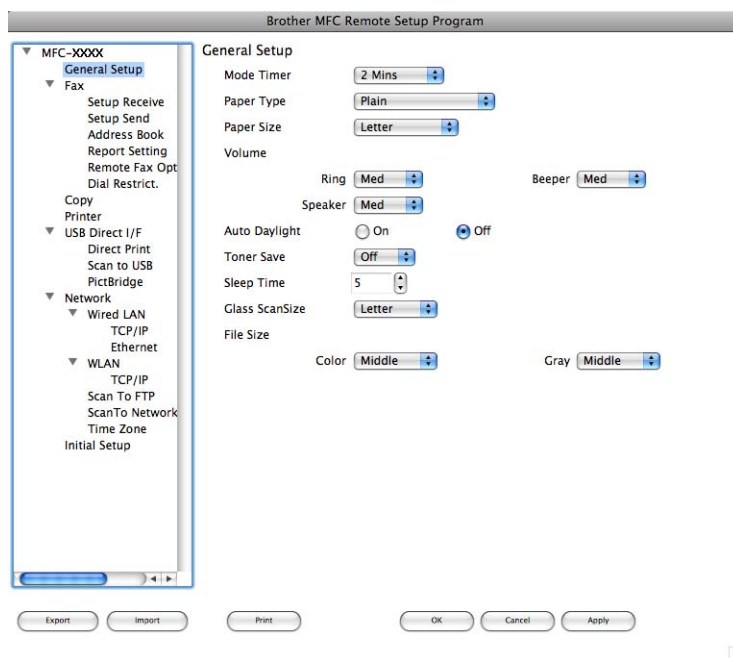 Brother MFC Remote Setup Program
MFC-XXXX
General Setup
Fax
Setup Receive
Setup Send
Address Book
Report Setting
Remote Fax Opt
Dial Restrict.
Copy
Printer
USB Direct I/F
Direct Print
Scan to USB
PictBridge
Network
Wired LAN
TCP/IP
Ethernet
WLAN
TCP/IP
Scan To FTP
ScanTo Network
Time Zone
Initial Setup
General Setup
Mode Timer 2 Mins
Paper Type Plain
Paper Size Letter
Volume
Ring Med Beeper Med
Speaker Med
Auto Daylight On Off
Toner Save Off
Sleep Time 5
Glass ScanSize Letter
File Size
Color Middle Gray Middle
Export Import Print OK Cancel Apply